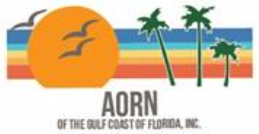 AORN
OF THE GULF COAST OF FLORIDA, INC.